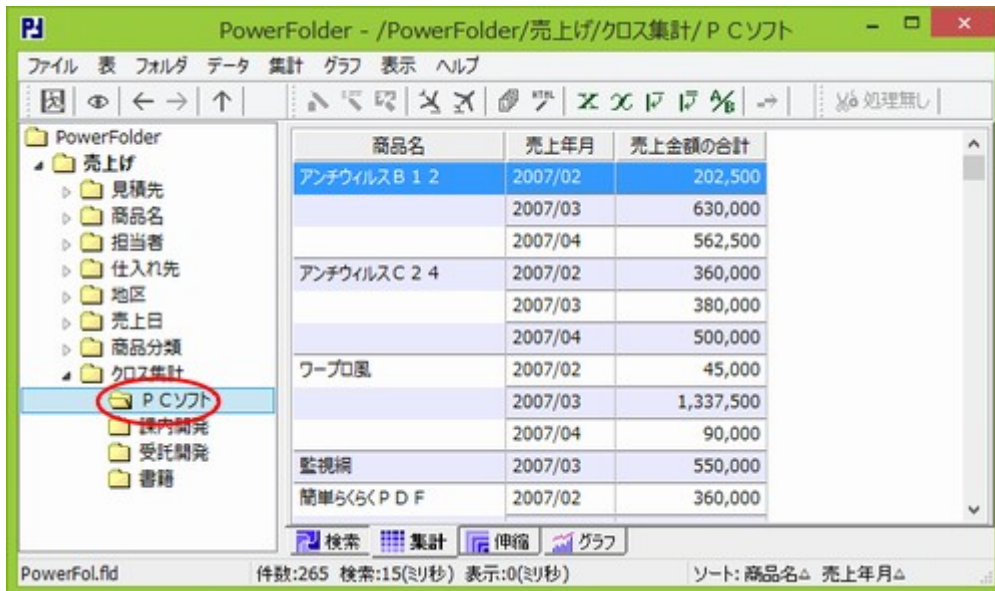 PowerFolder - /PowerFolder/売上げ/クロス集計/ＰＣソフト
ファイル 表 フォルダ データ 集計 グラフ 表示 ヘルプ
HTML A/B 処理無し
PowerFolder
売上げ
見積先
商品名
担当者
仕入れ先
地区
売上日
商品分類
クロス集計
ＰＣソフト
課内開発
受託開発
書籍
商品名 売上年月 売上金額の合計
アンチウィルスＢ１２ 2007/02 202,500
2007/03 630,000
2007/04 562,500
アンチウィルスＣ２４ 2007/02 360,000
2007/03 380,000
2007/04 500,000
ワープロ風 2007/02 45,000
2007/03 1,337,500
2007/04 90,000
監視綱 2007/03 550,000
簡単らくらくＰＤＦ 2007/02 360,000
検索 集計 伸縮 グラフ
PowerFol.fld 件数:265 検索:15(ミリ秒) 表示:0(ミリ秒) ソート: 商品名△ 売上年月△